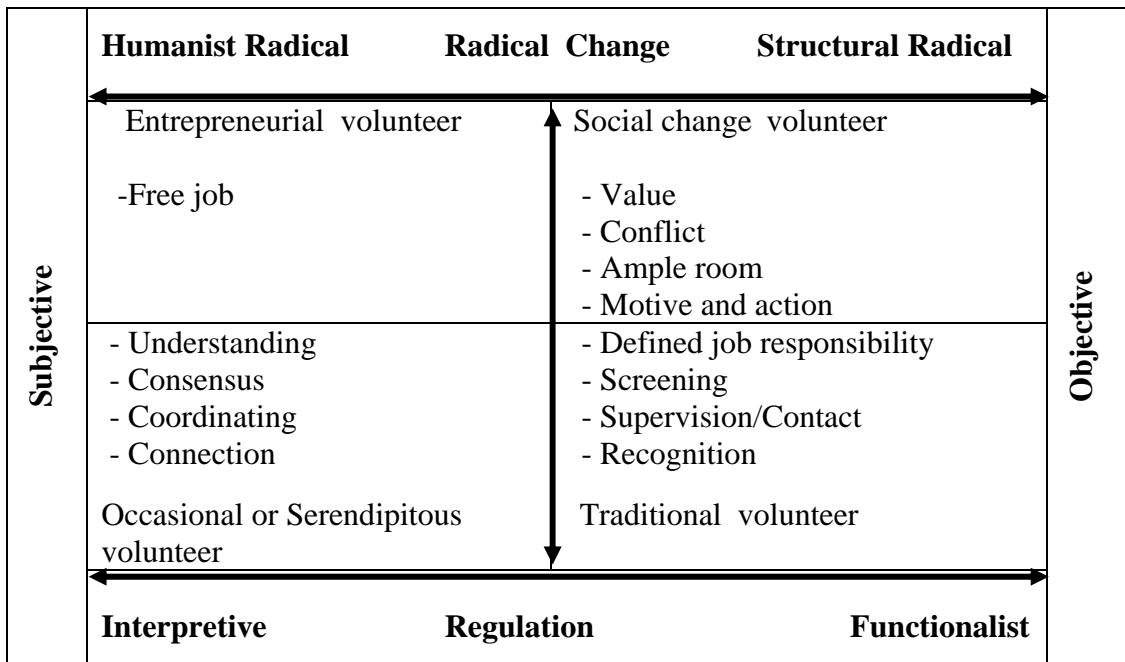 Humanist Radical Radical Change Structural Radical
Entrepreneurial volunteer
-Free job
Social change volunteer
- Value
- Conflict
- Ample room
- Motive and action
Subjective
- Understanding
- Consensus
- Coordinating
- Connection
Occasional or Serendipitous
volunteer
- Defined job responsibility
- Screening
- Supervision/Contact
- Recognition
Traditional volunteer
Objective
Interpretive Regulation Functionalist